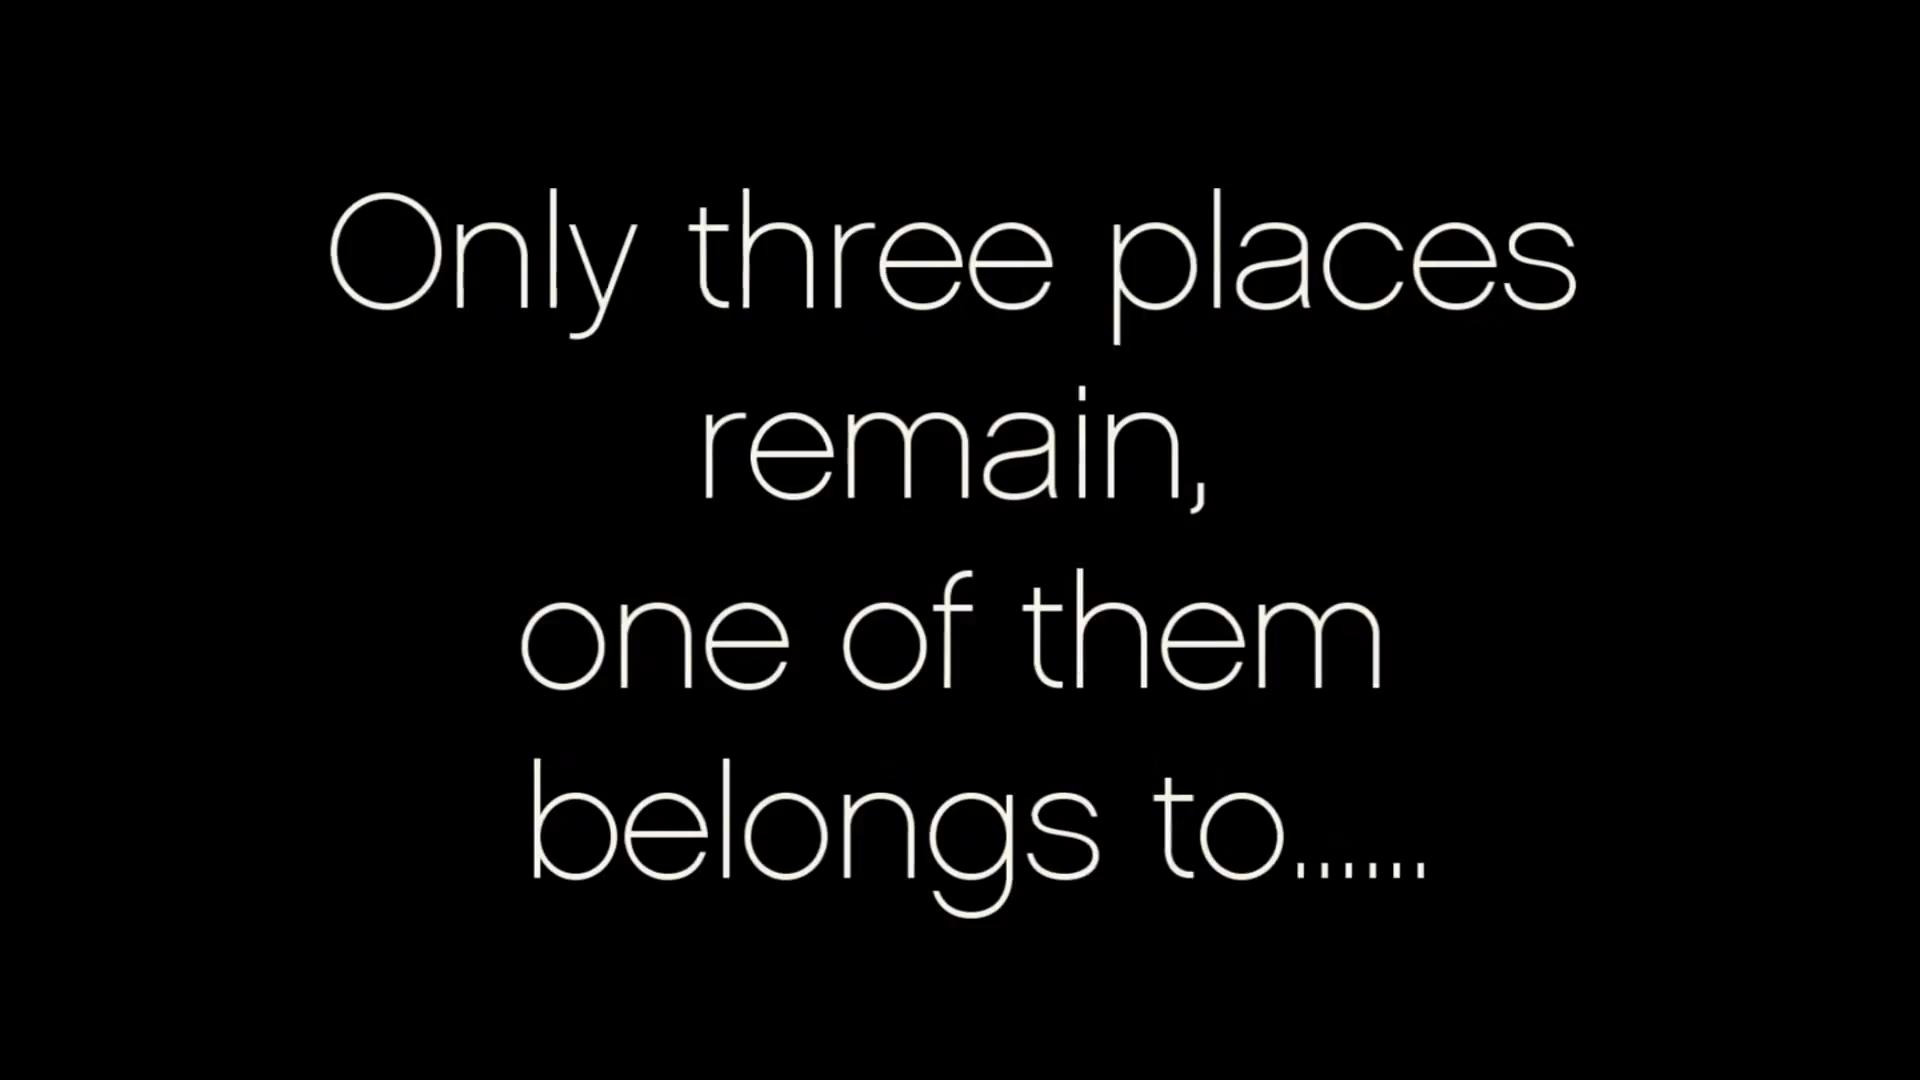 Only three places
remain,
one of them
belongs to......